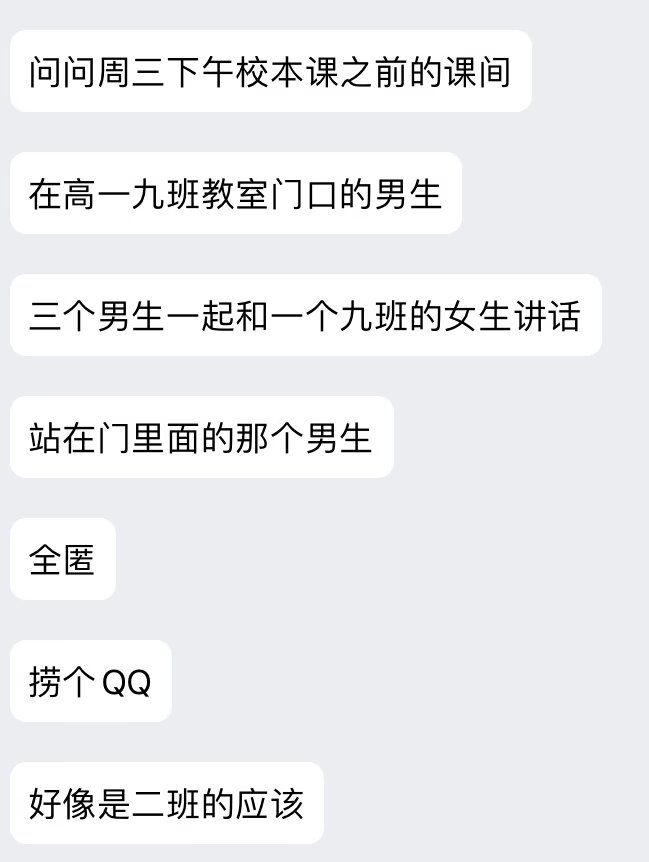 问问周三下午校本课之前的课间
在高一九班教室门口的男生
三个男生一起和一个九班的女生讲话
站在门里面的那个男生
全匿
捞个QQ
好像是二班的应该